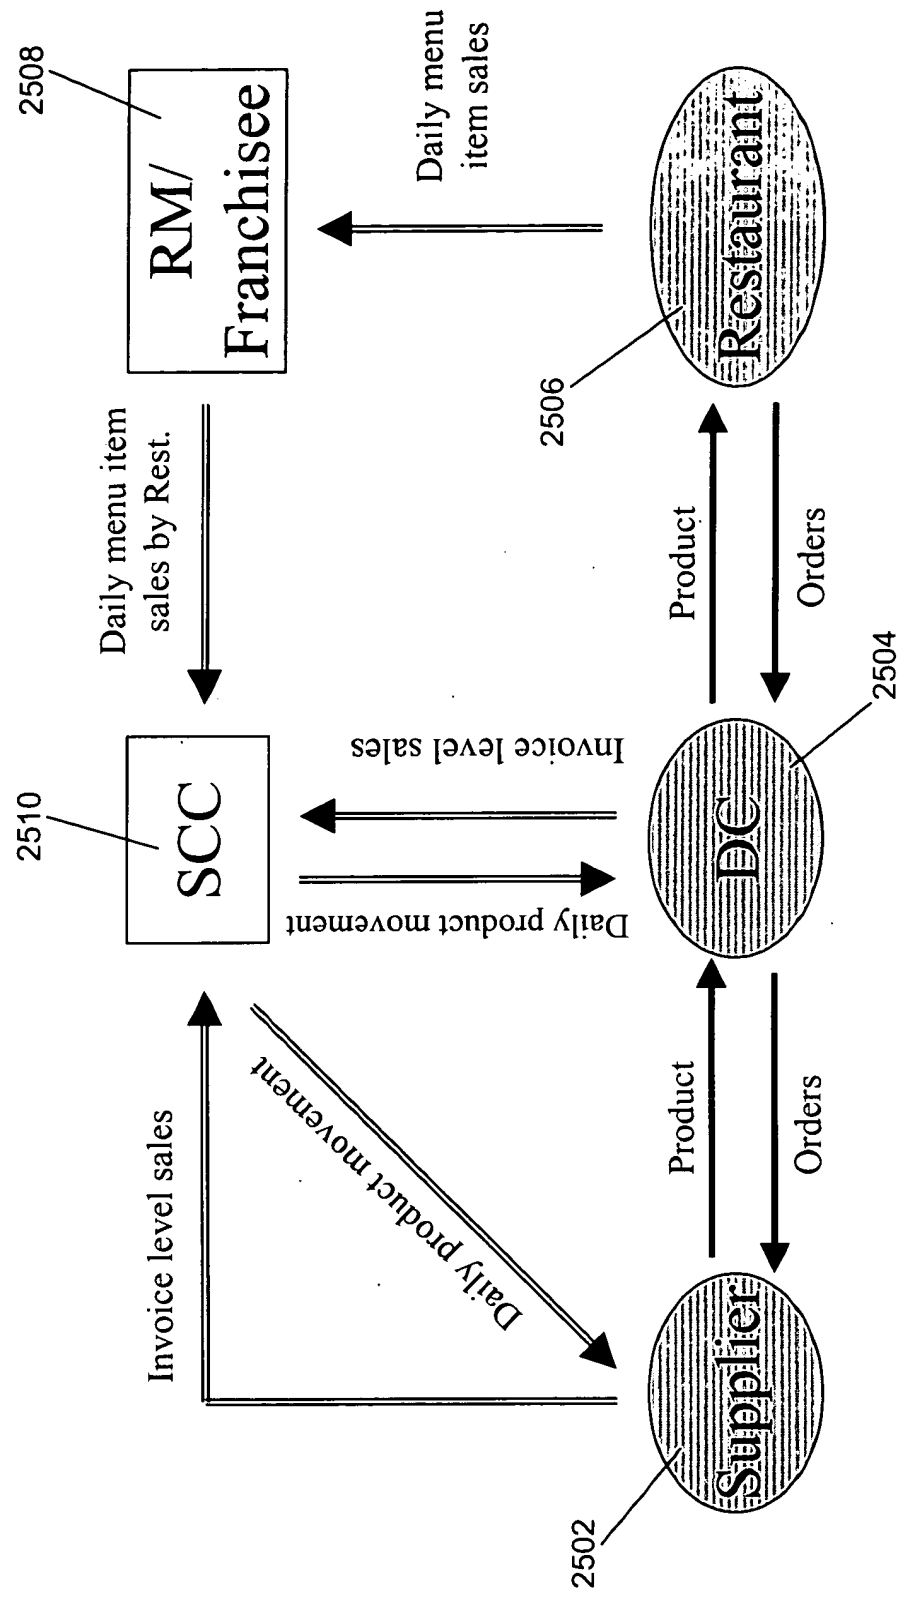 2510
2508
Invoice level sales
Daily menu item
sales by Rest.
SCC
RM/
Franchisee
Daily product movement
Daily product movement
Invoice level sales
Daily menu
item sales
2506
Product
Product
2502
Supplier
DC
Restaurant
Orders
Orders
2504